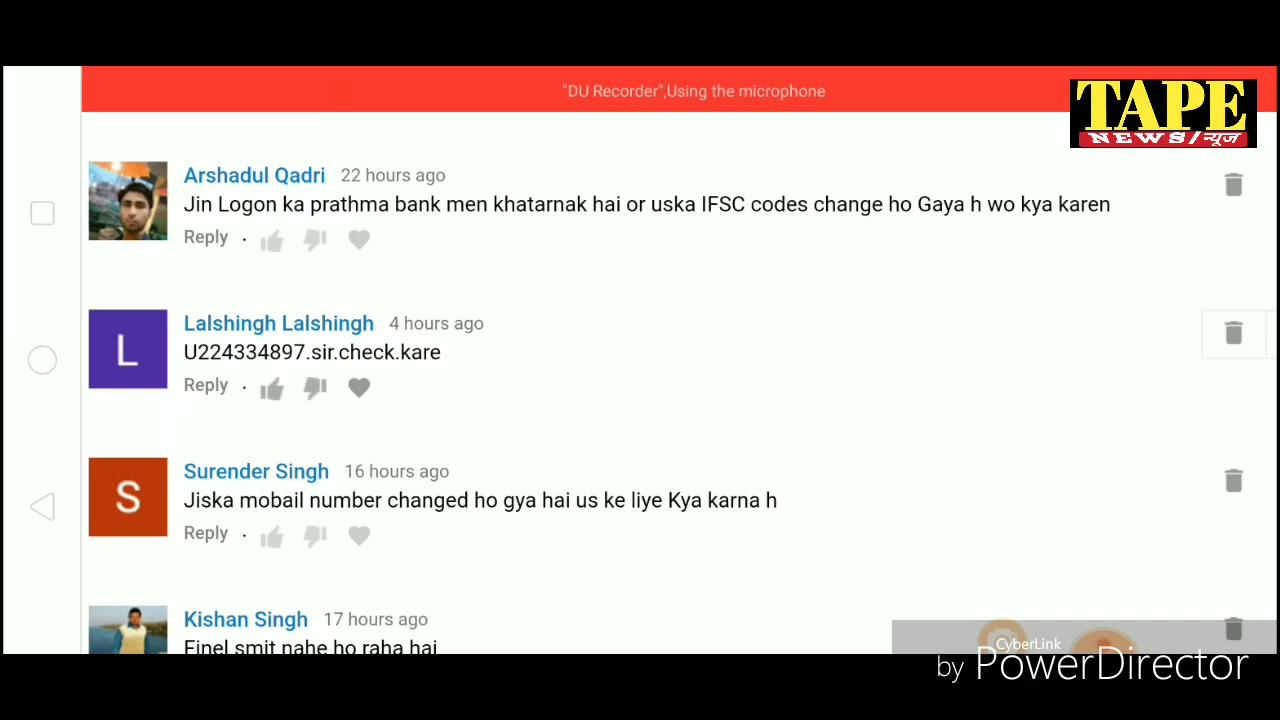 "DU Recorder",Using the microphone
TAPE
NEWS/न्यूज
Arshadul Qadri 22 hours ago
Jin Logon ka prathma bank men khatarnak hai or uska IFSC codes change ho Gaya h wo kya karen
Reply
L
Lalshingh Lalshingh 4 hours ago
U224334897.sir.check.kare
Reply
S
Surender Singh 16 hours ago
Jiska mobail number changed ho gya hai us ke liye Kya karna h
Reply
Kishan Singh 17 hours ago
Finel smit nahe ho raha hai
CyberLink
by PowerDirector